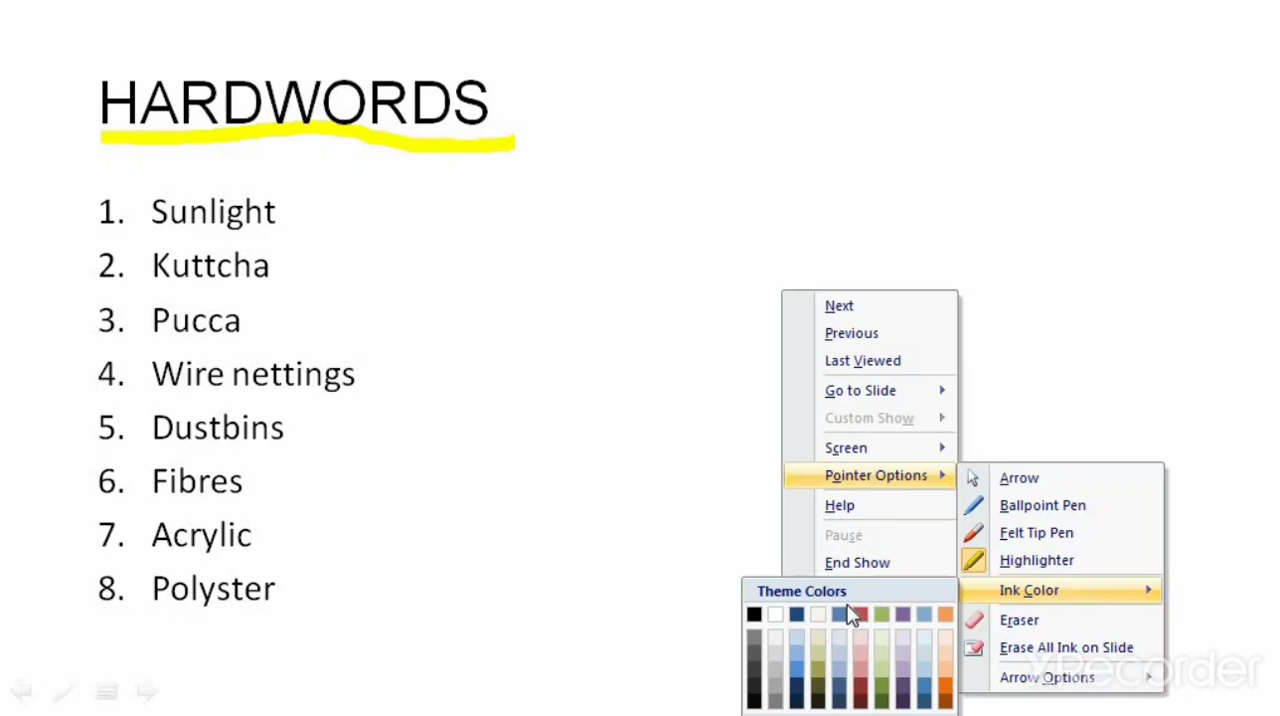 HARDWORDS
1. Sunlight
2. Kuttcha
3. Pucca
4. Wire nettings
5. Dustbins
6. Fibres
7. Acrylic
8. Polyster
Next
Previous
Last Viewed
Go to Slide
Custom Show
Screen
Pointer Options
Help
Pause
End Show
Arrow
Ballpoint Pen
Felt Tip Pen
Highlighter
Ink Color
Eraser
Erase All Ink on Slide
Arrow Options
Theme Colors
XRecorder